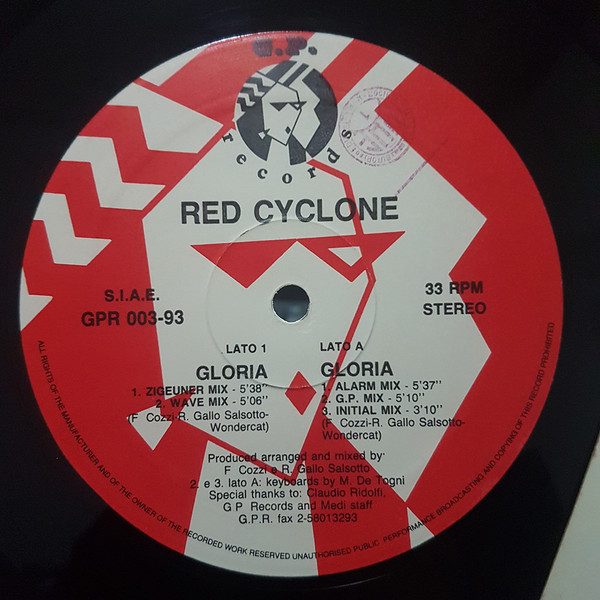 G.P.
records
RED CYCLONE
S.I.A.E.
GPR 003-93
33 RPM
STEREO
LATO 1
GLORIA
1. ZIGEUNER MIX - 5'38"
2. WAVE MIX - 5'06"
(F Cozzi-R. Gallo Salsotto-
Wondercat)
LATO A
GLORIA
1. ALARM MIX - 5'37"
2. G.P. MIX - 5'10"
3. INITIAL MIX - 3'10"
(F Cozzi-R. Gallo Salsotto-
Wondercat)
Produced arranged and mixed by:
F Cozzi e R. Gallo Salsotto
2. e 3. lato A: keyboards by M. De Togni
Special thanks to: Claudio Ridolfi,
G P Records and Medi staff
G.P.R. fax 2-58013293
ALL RIGHTS OF THE MANUFACTURER AND OF THE OWNER OF THE RECORDED WORK RESERVED UNAUTHORISED PUBLIC PERFORMANCE BROADCASTING AND COPYING OF THIS RECORD PROHIBITED